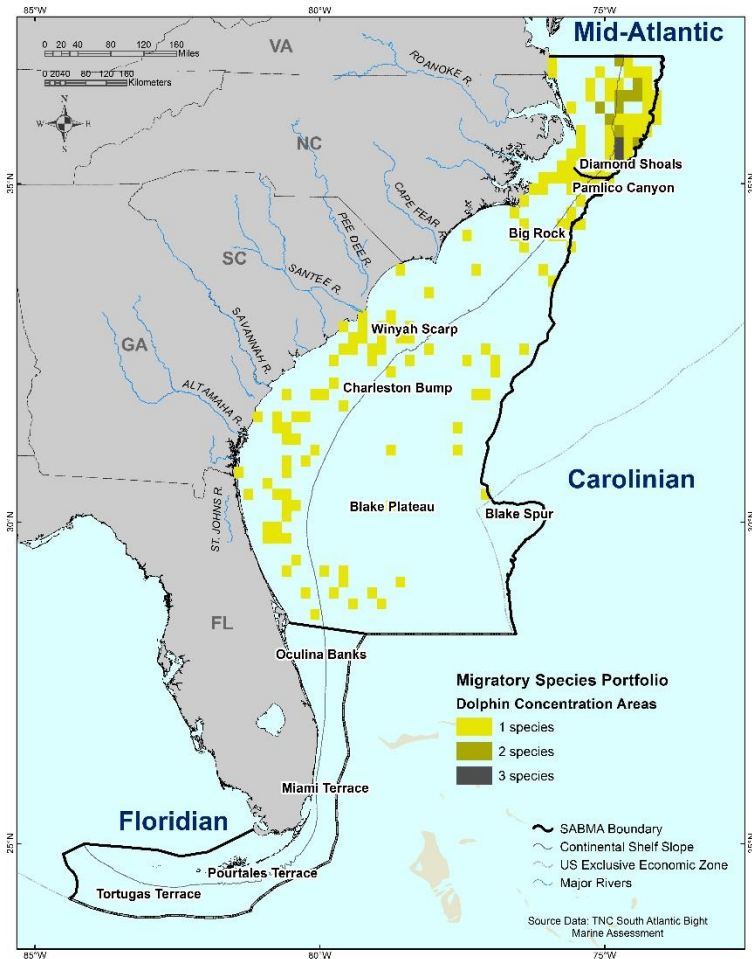 85°W
80°W
75°W
Mid-Atlantic
0 20 40 80 120 160
Miles
0 20 40 80 120 160
Kilometers
N
W E
S
VA
ROANOKE R.
NC
Diamond Shoals
35°N
Pamlico Canyon
CAPE FEAR R.
PEE DEE R.
Big Rock
SC
SANTEE R.
SAVANNAH R.
Winyah Scarp
GA
ALTAMAHA R.
Charleston Bump
Carolinian
ST. JOHNS R.
Blake Plateau
Blake Spur
30°N
30°N
FL
Oculina Banks
Migratory Species Portfolio
Dolphin Concentration Areas
1 species
2 species
3 species
Miami Terrace
Floridian
SABMA Boundary
25°N
Continental Shelf Slope
25°N
US Exclusive Economic Zone
Pourtales Terrace
Major Rivers
Tortugas Terrace
Source Data: TNC South Atlantic Bight
Marine Assessment
85°W
80°W
75°W